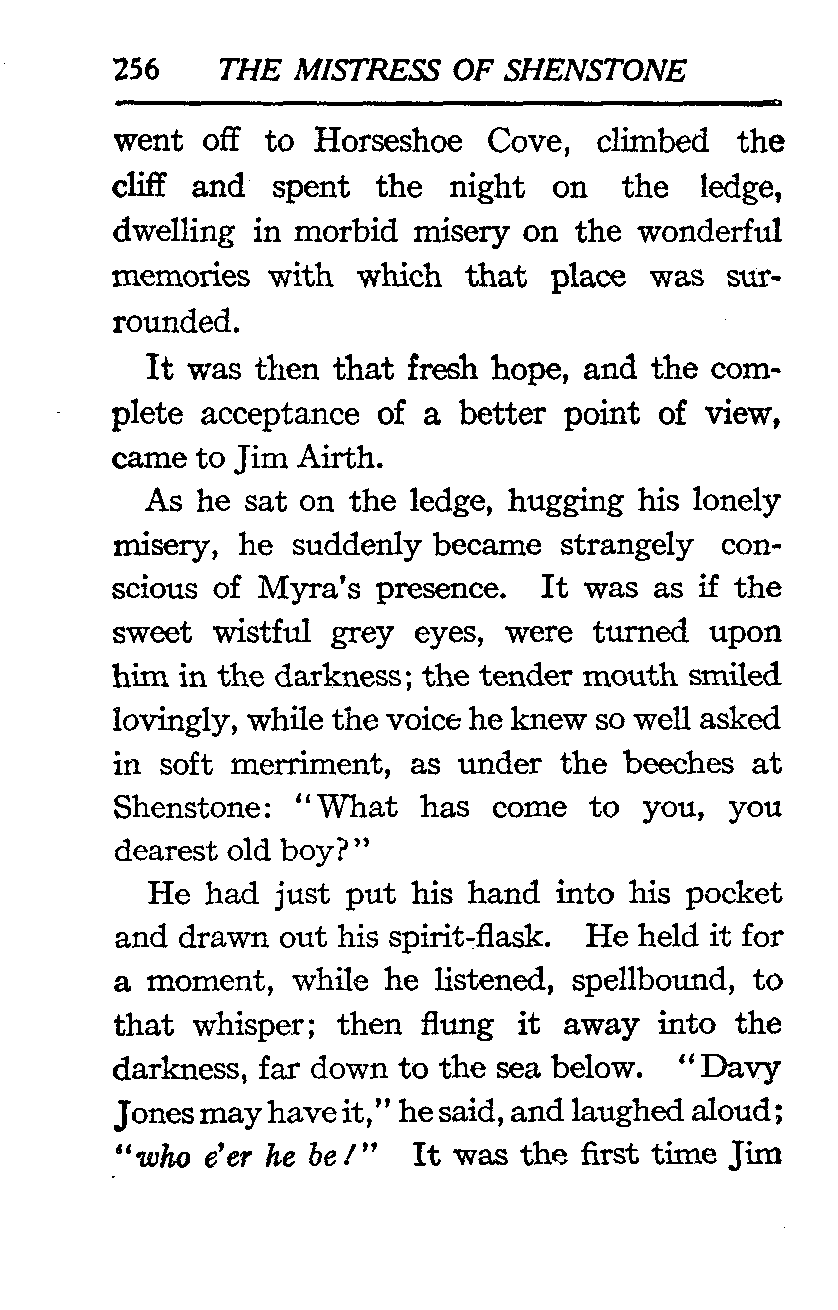 256 THE MISTRESS OF SHENSTONE
went off to Horseshoe Cove, climbed the
cliff and spent the night on the ledge,
dwelling in morbid misery on the wonderful
memories with which that place was sur-
rounded.
It was then that fresh hope, and the com-
plete acceptance of a better point of view,
came to Jim Airth.
As he sat on the ledge, hugging his lonely
misery, he suddenly became strangely con-
scious of Myra's presence. It was as if the
sweet wistful grey eyes, were turned upon
him in the darkness; the tender mouth smiled
lovingly, while the voice he knew so well asked
in soft merriment, as under the beeches at
Shenstone: "What has come to you, you
dearest old boy?"
He had just put his hand into his pocket
and drawn out his spirit-flask. He held it for
a moment, while he listened, spellbound, to
that whisper; then flung it away into the
darkness, far down to the sea below. "Davy
Jones may have it," he said, and laughed aloud;
"who e'er he be!" It was the first time Jim